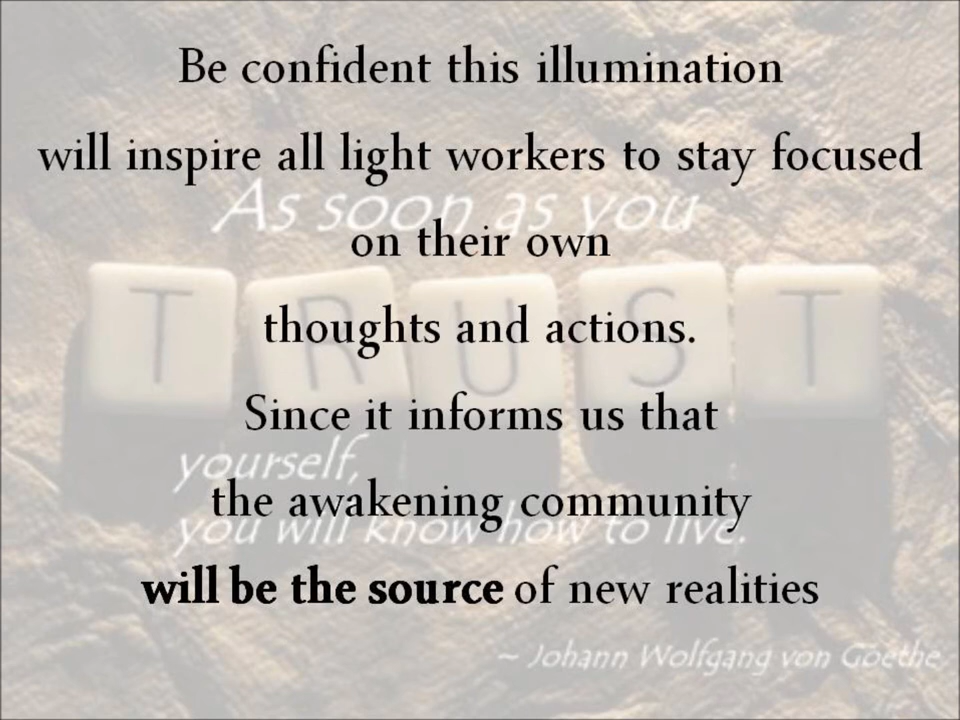 Be confident this illumination
will inspire all light workers to stay focused
As soon as you
on their own
TRUST
thoughts and actions.
Since it informs us that
yourself,
the awakening community
you will know how to live.
will be the source of new realities
~ Johann Wolfgang von Goethe